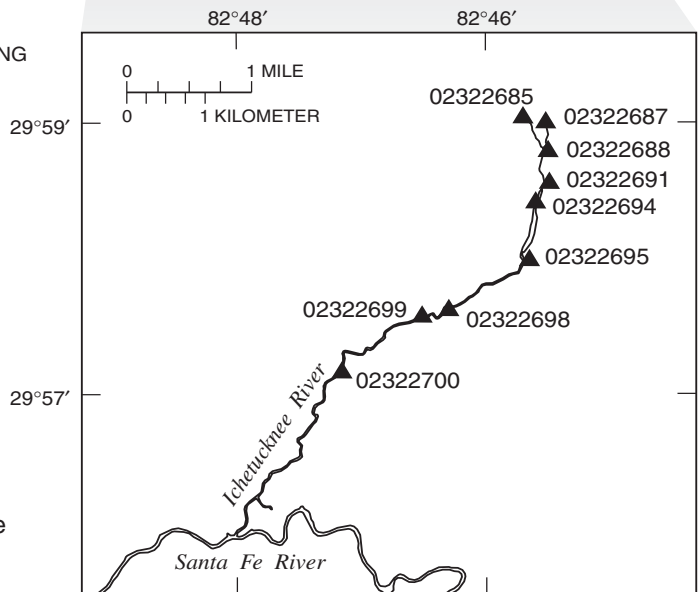 82°48′ 82°46′
NG
0 1 MILE
0 1 KILOMETER
29°59′
02322685
02322687
02322688
02322691
02322694
02322695
02322699
02322698
02322700
29°57′
Ichetucknee River
e
Santa Fe River